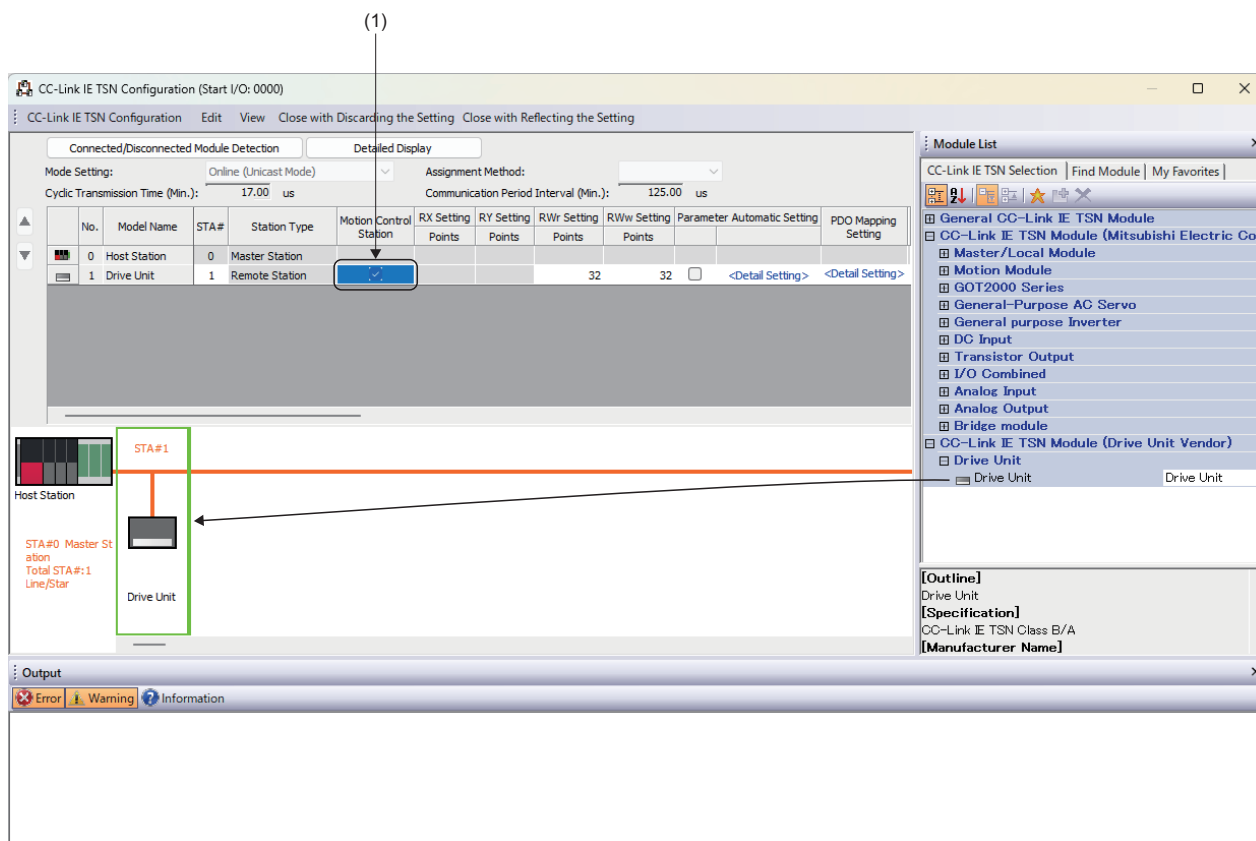 (1)
CC-Link IE TSN Configuration (Start I/O: 0000)
CC-Link IE TSN Configuration Edit View Close with Discarding the Setting Close with Reflecting the Setting
Connected/Disconnected Module Detection Detailed Display
Mode Setting: Online (Unicast Mode) Assignment Method:
Cyclic Transmission Time (Min.): 17.00 us Communication Period Interval (Min.): 125.00 us
No. Model Name STA# Station Type Motion Control Station RX Setting RY Setting RWr Setting RWw Setting Parameter Automatic Setting PDO Mapping Setting
Points Points Points Points
0 Host Station 0 Master Station
1 Drive Unit 1 Remote Station 32 32 <Detail Setting> <Detail Setting>
STA#1
Host Station
STA#0 Master St
ation
Total STA#:1
Line/Star
Drive Unit
Module List
CC-Link IE TSN Selection Find Module My Favorites
General CC-Link IE TSN Module
CC-Link IE TSN Module (Mitsubishi Electric Co
Master/Local Module
Motion Module
GOT2000 Series
General-Purpose AC Servo
General purpose Inverter
DC Input
Transistor Output
I/O Combined
Analog Input
Analog Output
Bridge module
CC-Link IE TSN Module (Drive Unit Vendor)
Drive Unit
Drive Unit Drive Unit
[Outline]
Drive Unit
[Specification]
CC-Link IE TSN Class B/A
[Manufacturer Name]
Output
Error Warning Information